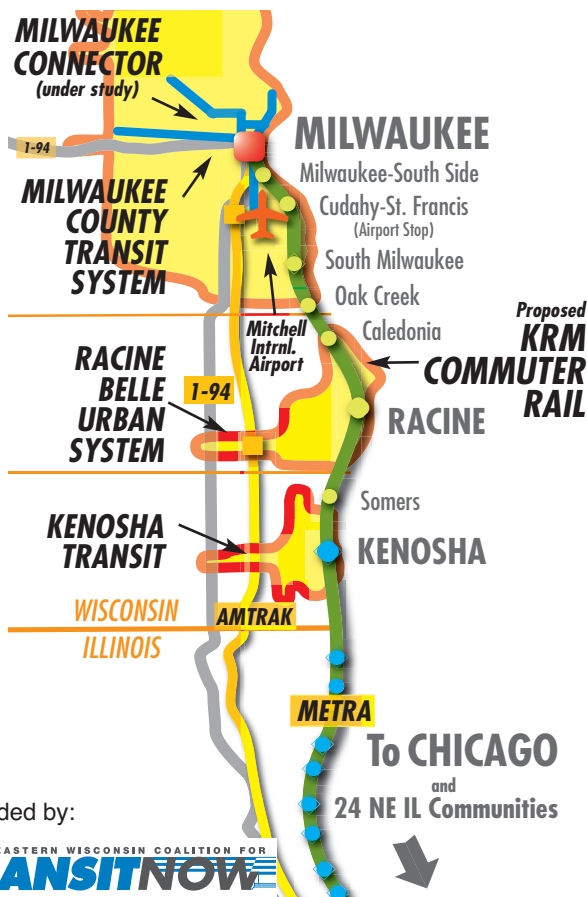 MILWAUKEE
CONNECTOR
(under study)
1-94
MILWAUKEE
Milwaukee-South Side
Cudahy-St. Francis
(Airport Stop)
South Milwaukee
Oak Creek
Caledonia
MILWAUKEE
COUNTY
TRANSIT
SYSTEM
Mitchell
Intrnl.
Airport
Proposed
KRM
COMMUTER
RAIL
RACINE
BELLE
URBAN
SYSTEM
1-94
RACINE
Somers
KENOSHA
TRANSIT
KENOSHA
WISCONSIN
AMTRAK
ILLINOIS
METRA
To CHICAGO
and
24 NE IL Communities
ded by:
EASTERN WISCONSIN COALITION FOR
ANSITNOW